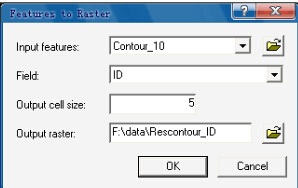 Features to Raster
Input features: Contour_10
Field: ID
Output cell size: 5
Output raster: F:\data\Rescontour_ID
OK Cancel